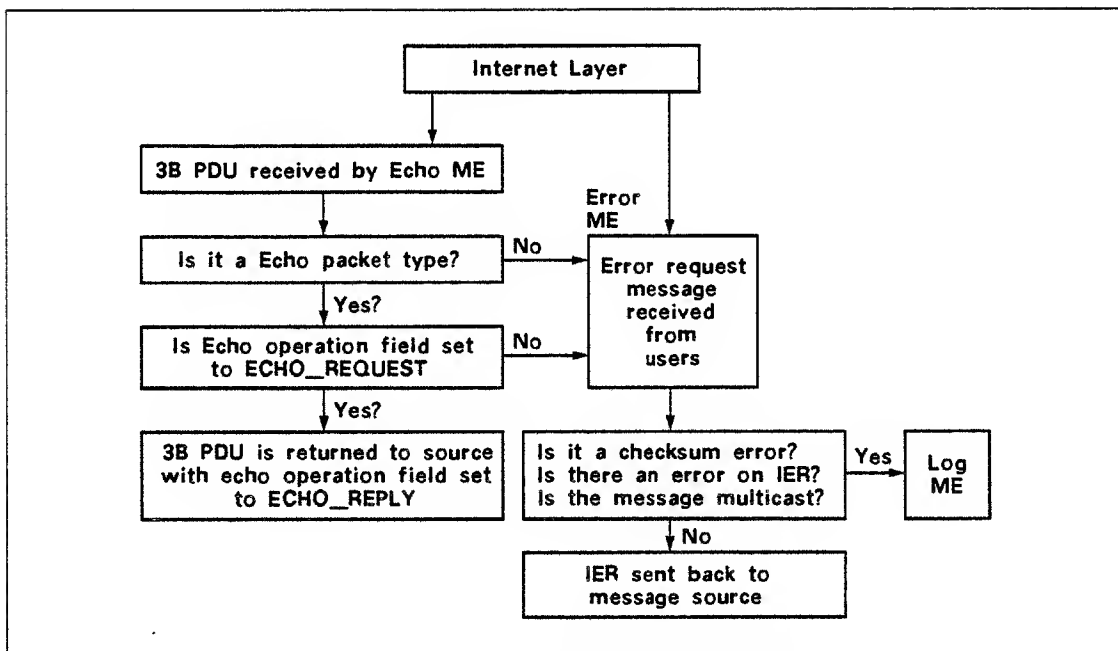 Internet Layer
3B PDU received by Echo ME
Error
ME
Is it a Echo packet type?
No
Error request
message
received
from
users
Yes?
Is Echo operation field set
to ECHO__REQUEST
No
Yes?
3B PDU is returned to source
with echo operation field set
to ECHO__REPLY
Is it a checksum error?
Is there an error on IER?
Is the message multicast?
Yes
Log
ME
No
IER sent back to
message source